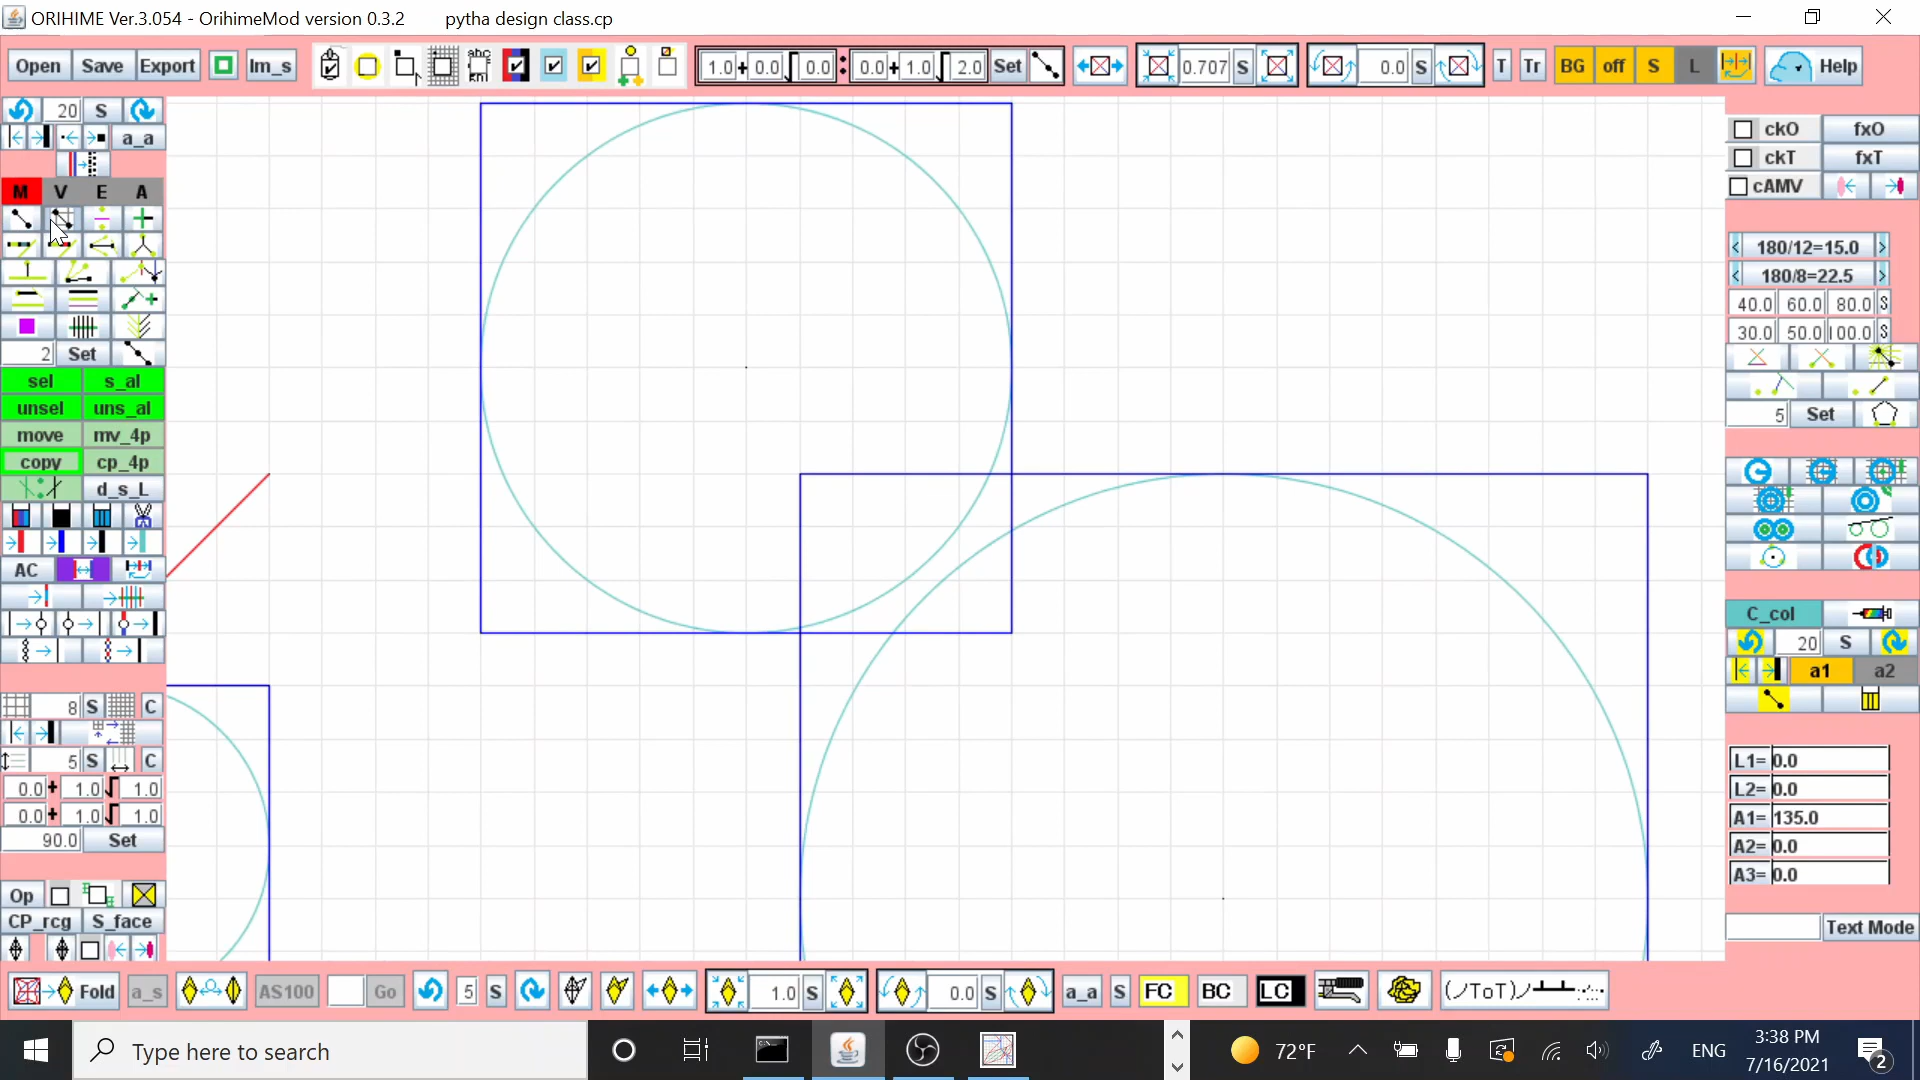 ORIHIME Ver.3.054 - OrihimeMod version 0.3.2 pytha design class.cp
Open Save Export Im_s 1.0 + 0.0 √ 0.0 : 0.0 + 1.0 √ 2.0 Set 0.707 S 0.0 S T Tr BG off S L Help
20 S
a_a
M V E A
2 Set
sel s_al
unsel uns_al
move mv_4p
copy cp_4p
d_s_L
AC
8 S C
5 S C
0.0 + 1.0 √ 1.0
0.0 + 1.0 √ 1.0
90.0 Set
Op
CP_rcg S_face
ckO fxO
ckT fxT
cAMV
< 180/12=15.0 >
< 180/8=22.5 >
40.0 60.0 80.0 S
30.0 50.0 100.0 S
5 Set
C_col
20 S
a1 a2
L1= 0.0
L2= 0.0
A1= 135.0
A2= 0.0
A3= 0.0
Text Mode
Fold a_s AS100 Go 5 S 1.0 S 0.0 S a_a S FC BC LC (ノToT)ノ
Type here to search 72°F ENG 3:38 PM
7/16/2021
2